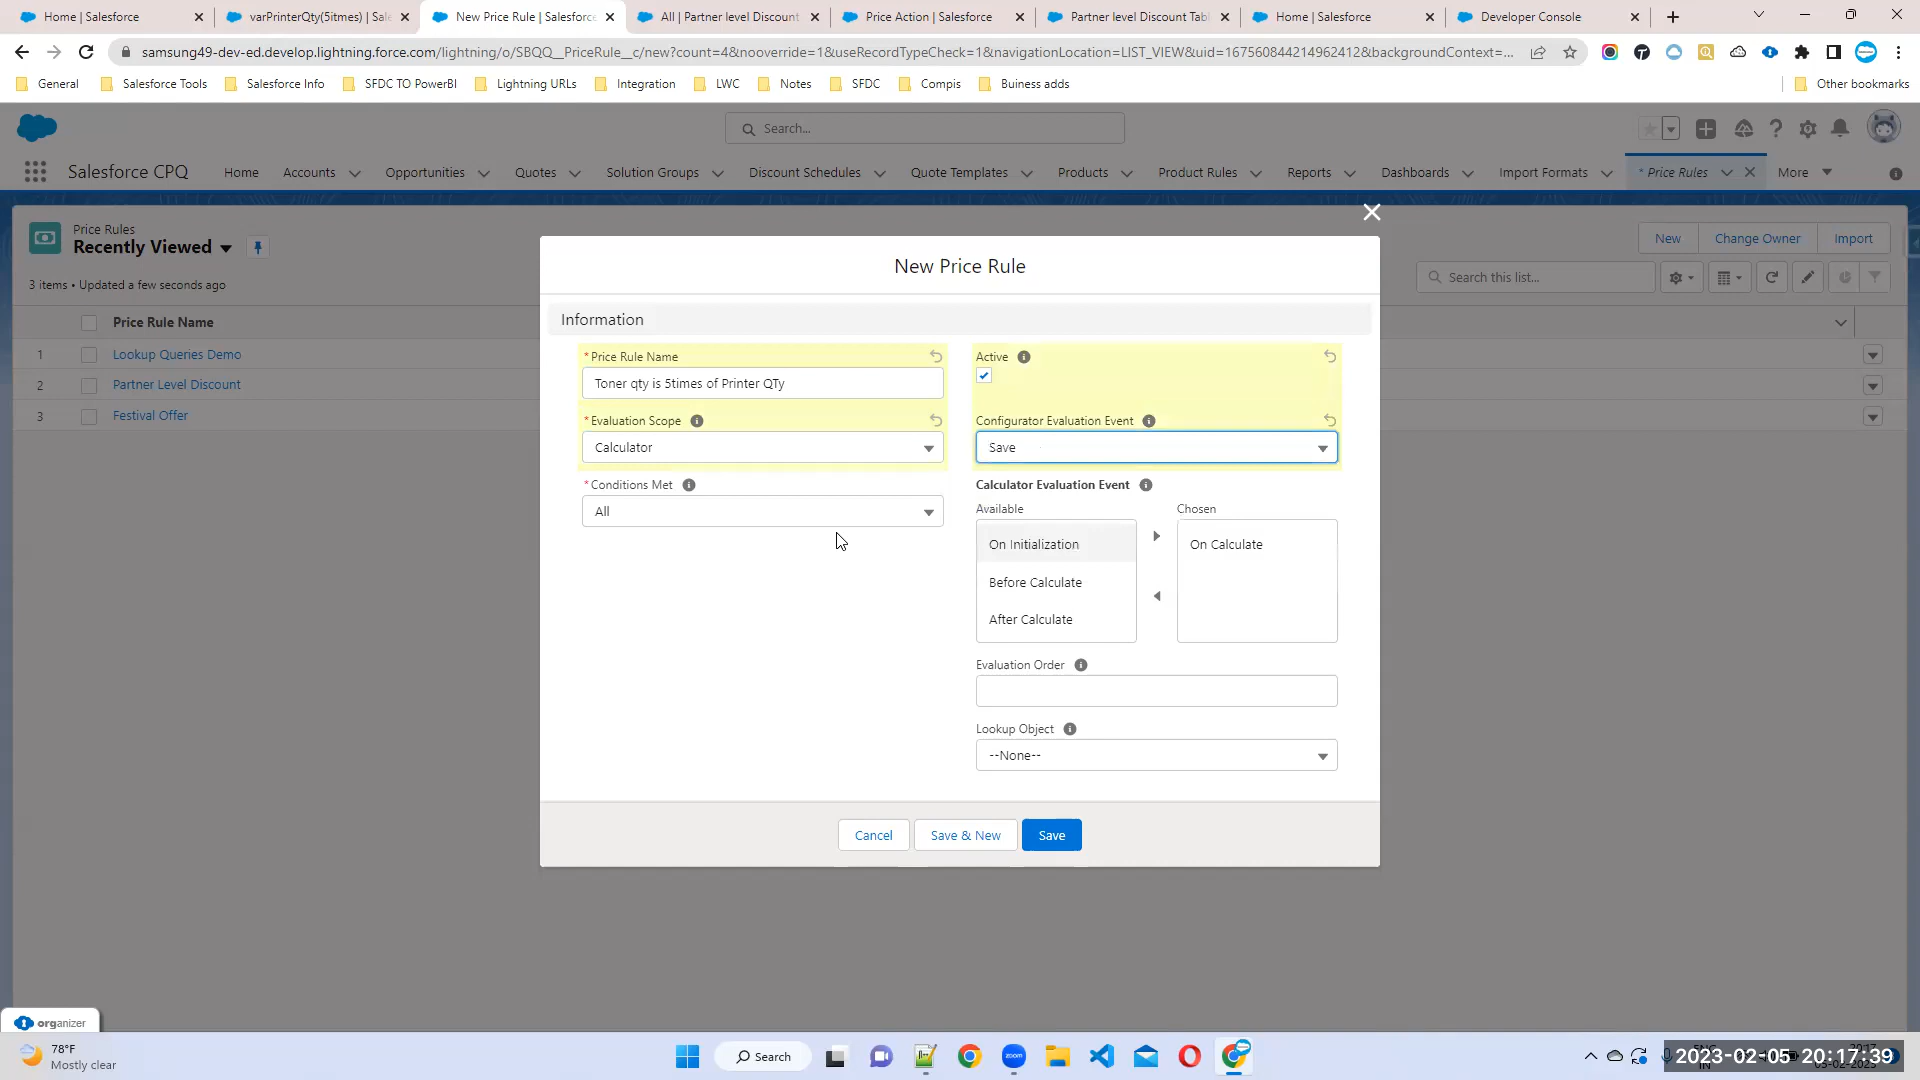 Home | Salesforce
varPrinterQty(5itmes) | Sale
New Price Rule | Salesforce
All | Partner level Discount
Price Action | Salesforce
Partner level Discount Tabl
Home | Salesforce
Developer Console
samsung49-dev-ed.develop.lightning.force.com/lightning/o/SBQQ__PriceRule__c/new?count=4&nooverride=1&useRecordTypeCheck=1&navigationLocation=LIST_VIEW&uid=167560844214962412&backgroundContext=...
General
Salesforce Tools
Salesforce Info
SFDC TO PowerBI
Lightning URLs
Integration
LWC
Notes
SFDC
Compis
Buiness adds
Other bookmarks
Search...
Salesforce CPQ
Home
Accounts
Opportunities
Quotes
Solution Groups
Discount Schedules
Quote Templates
Products
Product Rules
Reports
Dashboards
Import Formats
* Price Rules
More
Price Rules
Recently Viewed
New
Change Owner
Import
3 items • Updated a few seconds ago
Search this list...
Price Rule Name
1 Lookup Queries Demo
2 Partner Level Discount
3 Festival Offer
New Price Rule
Information
*Price Rule Name
Toner qty is 5times of Printer QTy
Active
*Evaluation Scope
Calculator
Configurator Evaluation Event
Save
*Conditions Met
All
Calculator Evaluation Event
Available
Chosen
On Initialization
Before Calculate
After Calculate
On Calculate
Evaluation Order
Lookup Object
--None--
Cancel
Save & New
Save
organizer
78°F
Mostly clear
Search
zoom
2023-02-05 20:17:39